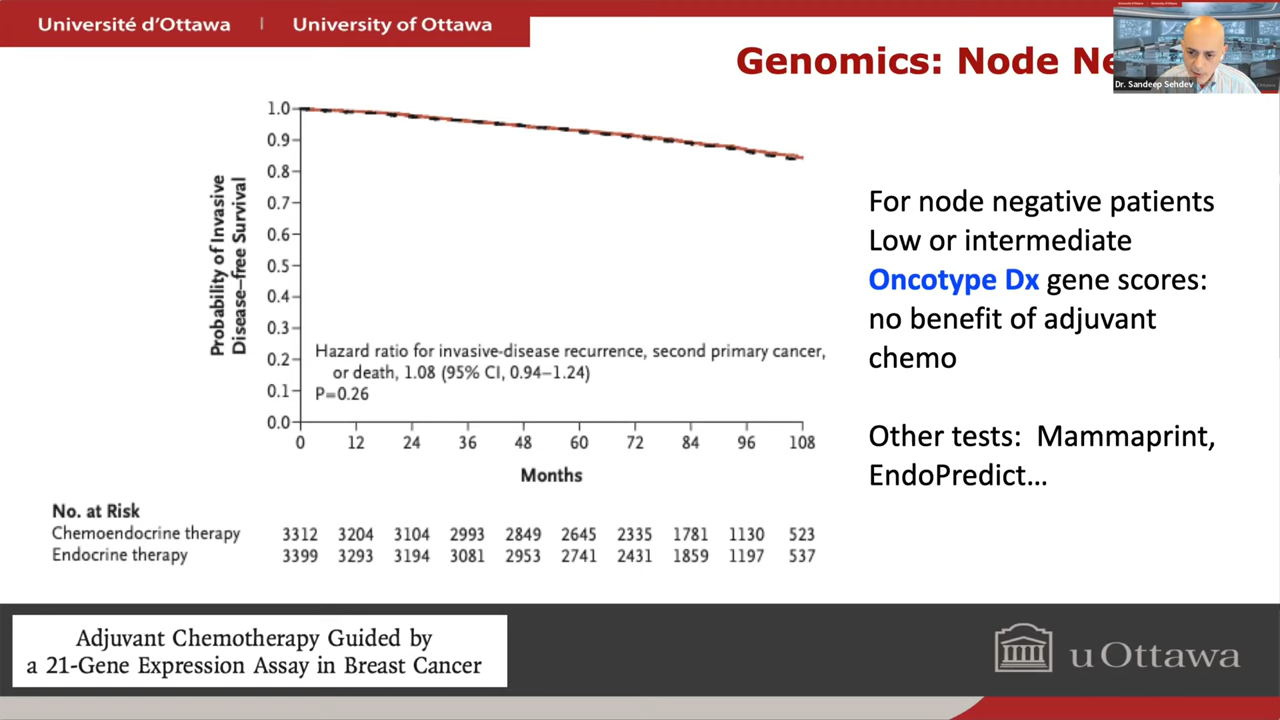 Université d'Ottawa | University of Ottawa
Genomics: Node Ne
Dr. Sandeep Sehdev
Probability of Invasive
Disease–free Survival
1.0
0.9
0.8
0.7
0.6
0.5
0.4
0.3
0.2
0.1
0.0
Hazard ratio for invasive-disease recurrence, second primary cancer,
or death, 1.08 (95% CI, 0.94–1.24)
P=0.26
0 12 24 36 48 60 72 84 96 108
Months
No. at Risk
Chemoendocrine therapy 3312 3204 3104 2993 2849 2645 2335 1781 1130 523
Endocrine therapy 3399 3293 3194 3081 2953 2741 2431 1859 1197 537
For node negative patients
Low or intermediate
Oncotype Dx gene scores:
no benefit of adjuvant
chemo
Other tests: Mammaprint,
EndoPredict…
Adjuvant Chemotherapy Guided by
a 21-Gene Expression Assay in Breast Cancer
uOttawa